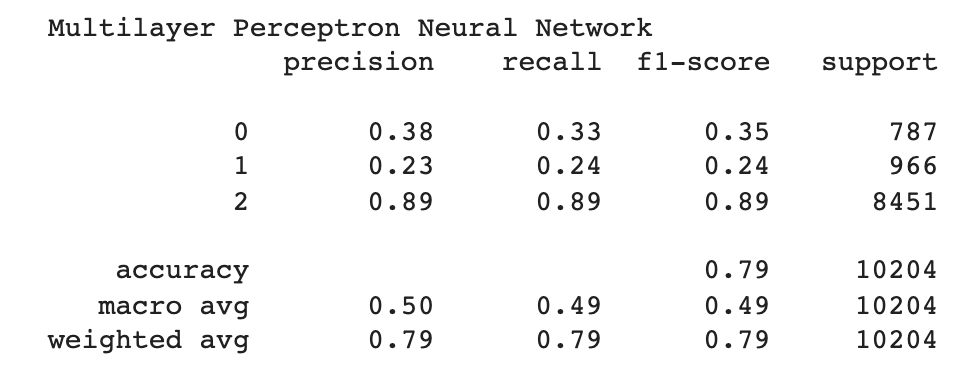 Multilayer Perceptron Neural Network
precision recall f1-score support
0 0.38 0.33 0.35 787
1 0.23 0.24 0.24 966
2 0.89 0.89 0.89 8451
accuracy 0.79 10204
macro avg 0.50 0.49 0.49 10204
weighted avg 0.79 0.79 0.79 10204